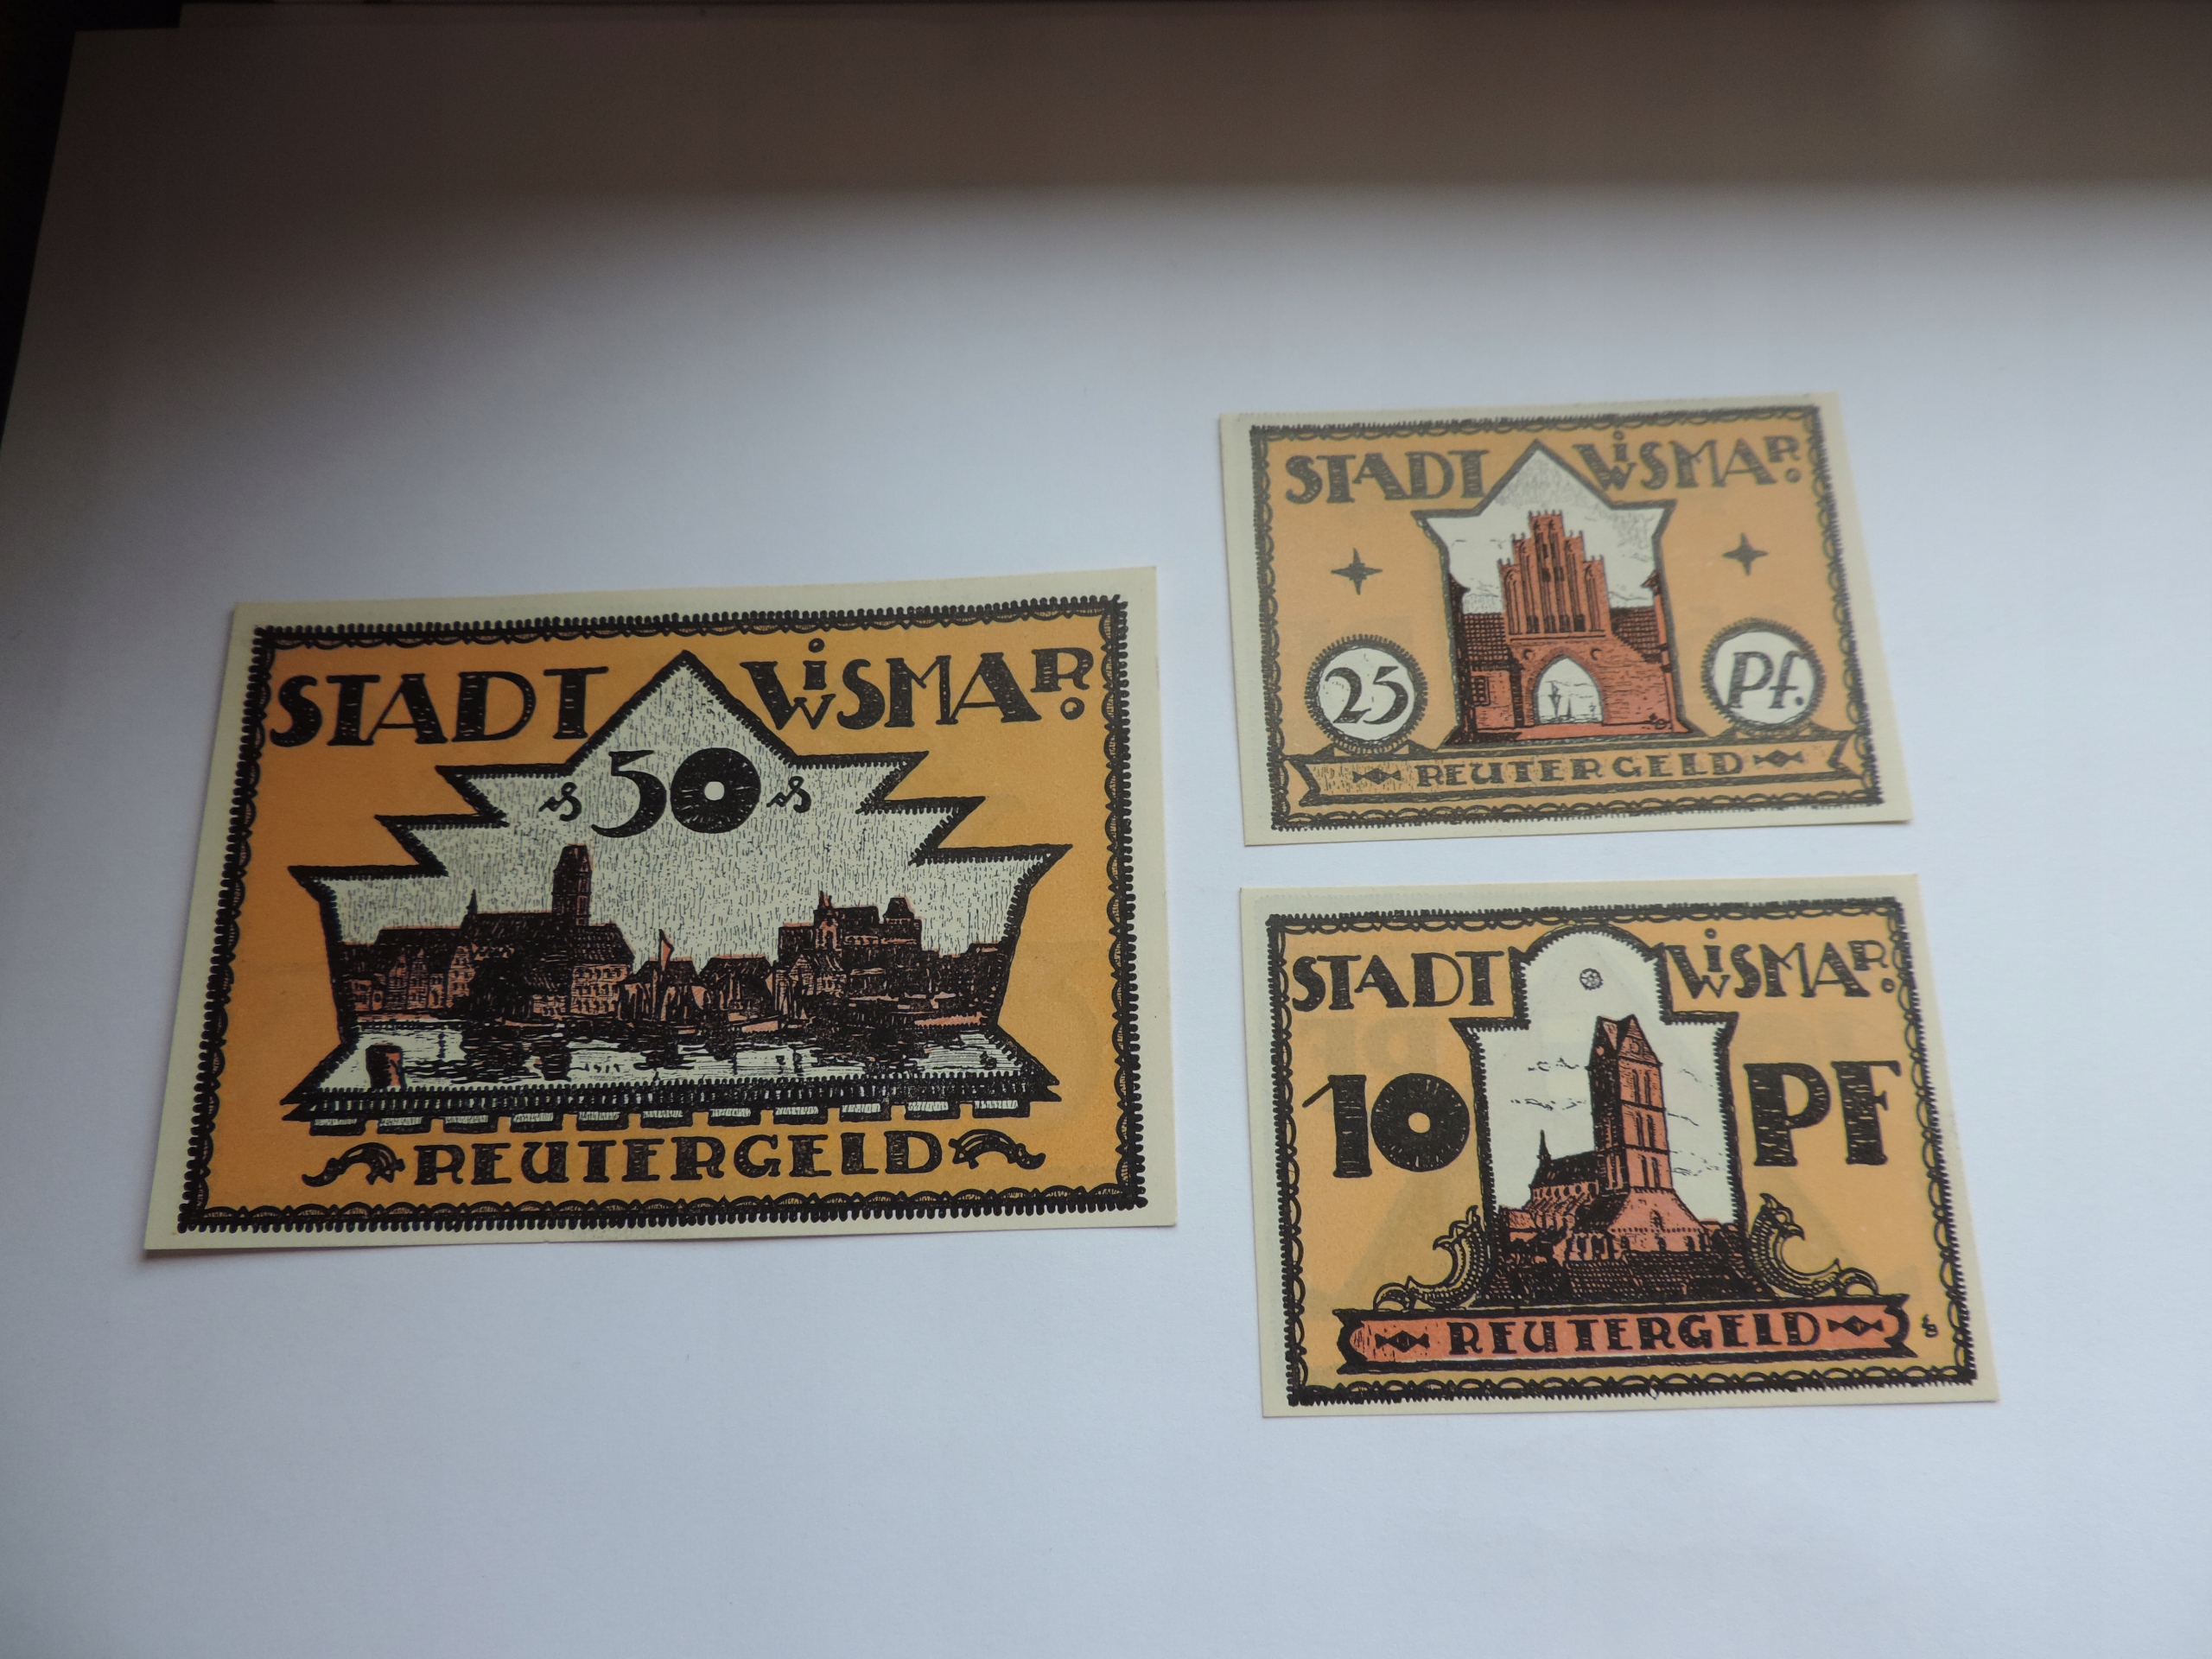 STADT WiSMAR.
50
REUTERGELD
STADT WiSMAR.
25 Pf.
REUTERGELD
STADT WiSMAR.
10 PF
REUTERGELD